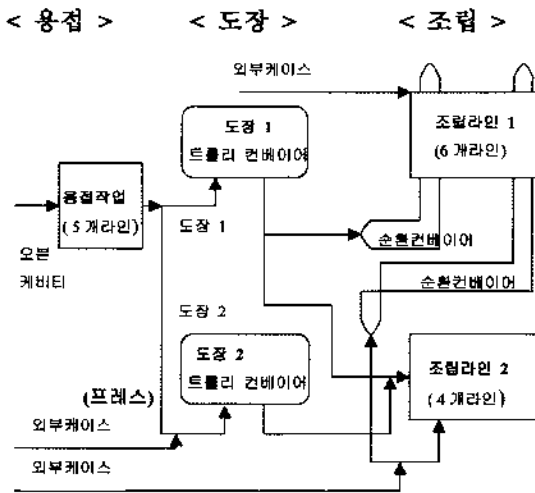 < 용접 > < 도장 > < 조립 >
외부케이스
도장 1
트롤리 컨베이어
조립라인 1
(6 개라인)
용접작업
(5 개라인)
도장 1
오븐
캐비티
순환컨베이어
순환컨베이어
도장 2
도장 2
트롤리 컨베이어
조립라인 2
(4 개라인)
(프레스)
외부케이스
외부케이스